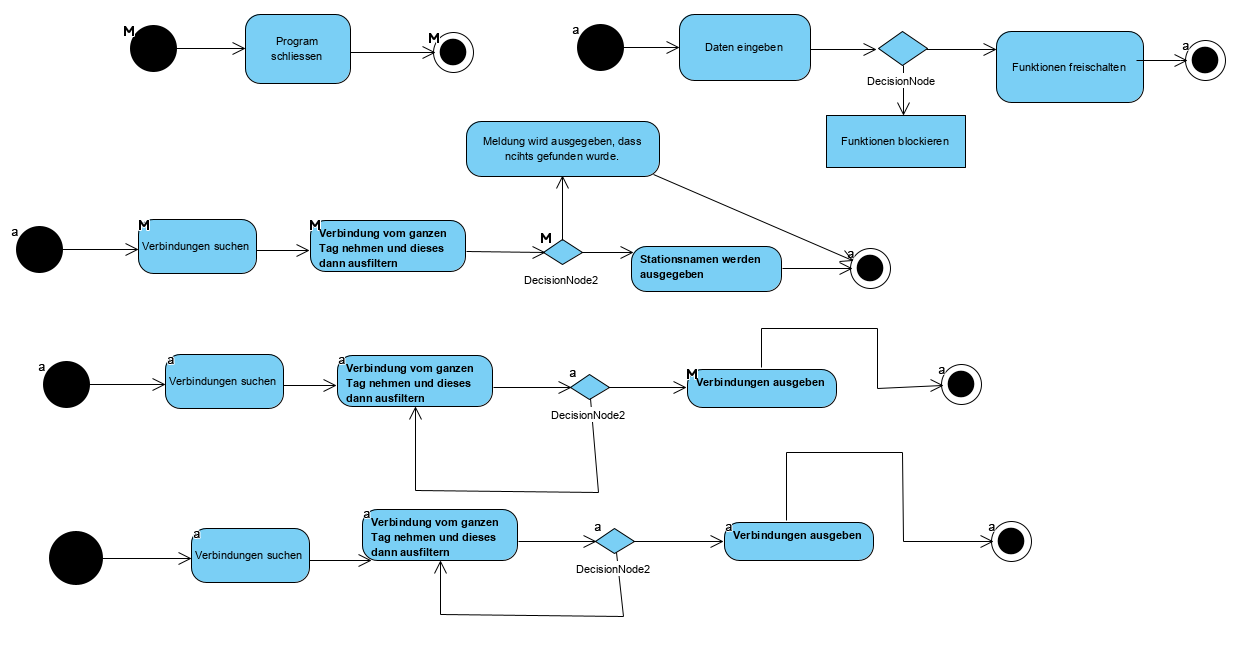 M
Program
schliessen
M
a
Daten eingeben
DecisionNode
Funktionen freischalten
a
Funktionen blockieren
Meldung wird ausgegeben, dass
ncihts gefunden wurde.
a
M
Verbindungen suchen
M
Verbindung vom ganzen
Tag nehmen und dieses
dann ausfiltern
M
DecisionNode2
Stationsnamen werden
ausgegeben
a
a
a
Verbindungen suchen
a
Verbindung vom ganzen
Tag nehmen und dieses
dann ausfiltern
a
DecisionNode2
M
Verbindungen ausgeben
a
a
Verbindungen suchen
a
Verbindung vom ganzen
Tag nehmen und dieses
dann ausfiltern
a
DecisionNode2
a
Verbindungen ausgeben
a